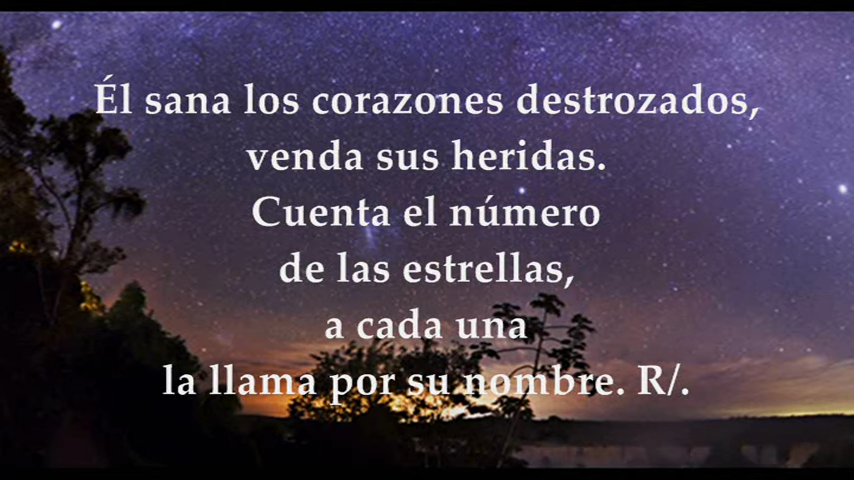 Él sana los corazones destrozados,
venda sus heridas.
Cuenta el número
de las estrellas,
a cada una
la llama por su nombre. R/.